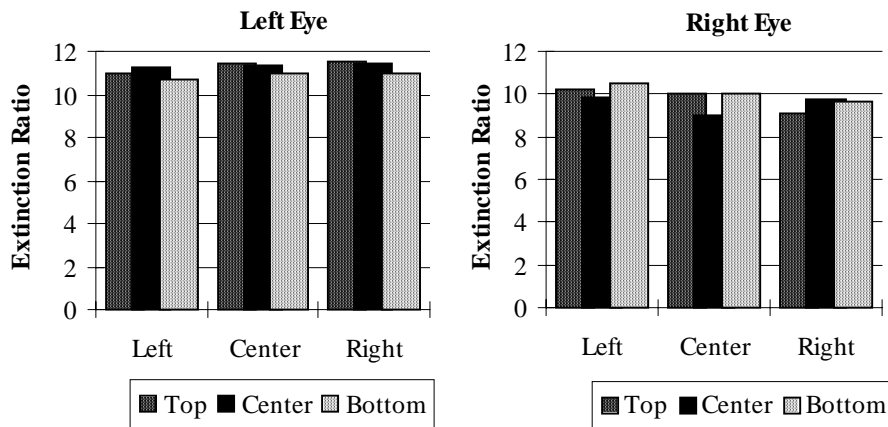 Left Eye
Extinction Ratio
12
10
8
6
4
2
0
Left Center Right
Top Center Bottom
Right Eye
Extinction Ratio
12
10
8
6
4
2
0
Left Center Right
Top Center Bottom